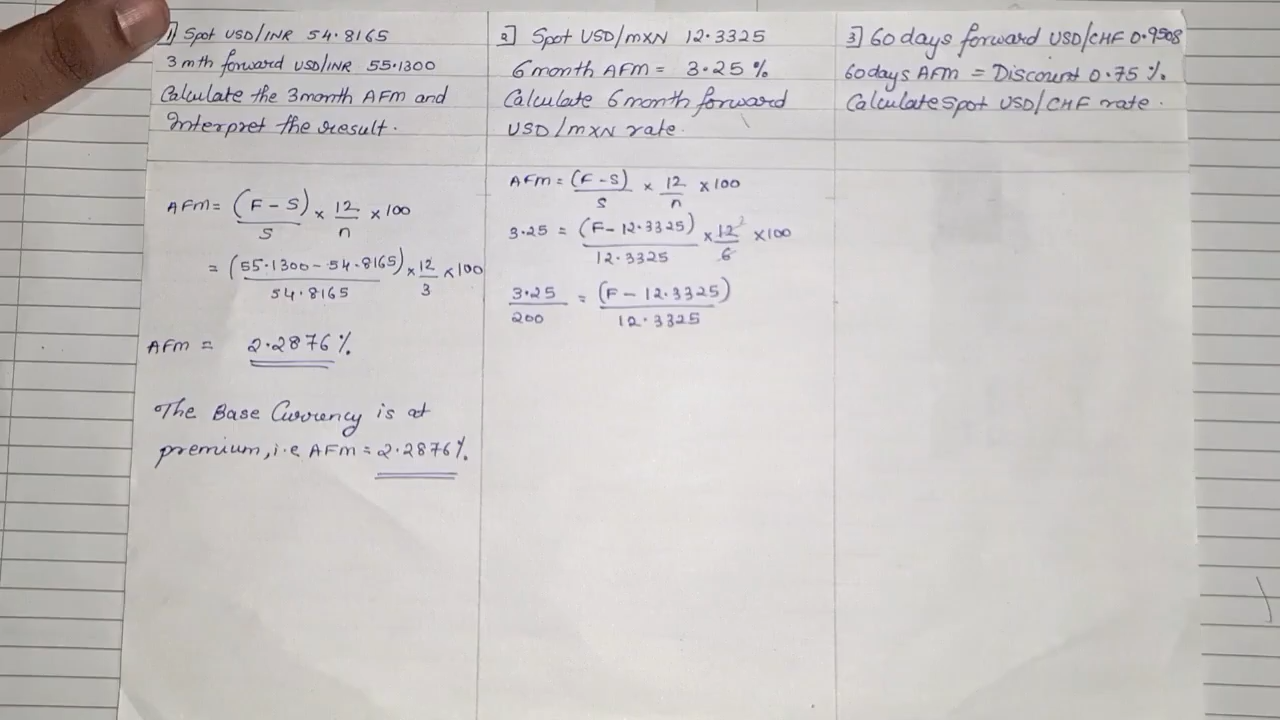 1] Spot USD/INR 54.8165
3 mth forward USD/INR 55.1300
Calculate the 3month AFM and
Interpret the result.
AFM = (F - S)/S × 12/n × 100
= (55.1300 - 54.8165)/54.8165 × 12/3 × 100
AFM = 2.2876 %
The Base Currency is at
premium, i.e AFM = 2.2876 %.
2] Spot USD/MXN 12.3325
6 month AFM = 3.25 %
Calculate 6 month forward
USD/MXN rate.
AFM = (F - S)/S × 12/n × 100
3.25 = (F - 12.3325)/12.3325 × 12 2/6 × 100
3.25/200 = (F - 12.3325)/12.3325
3] 60 days forward USD/CHF 0.9508
60 days AFM = Discount 0.75 %.
Calculate Spot USD/CHF rate.